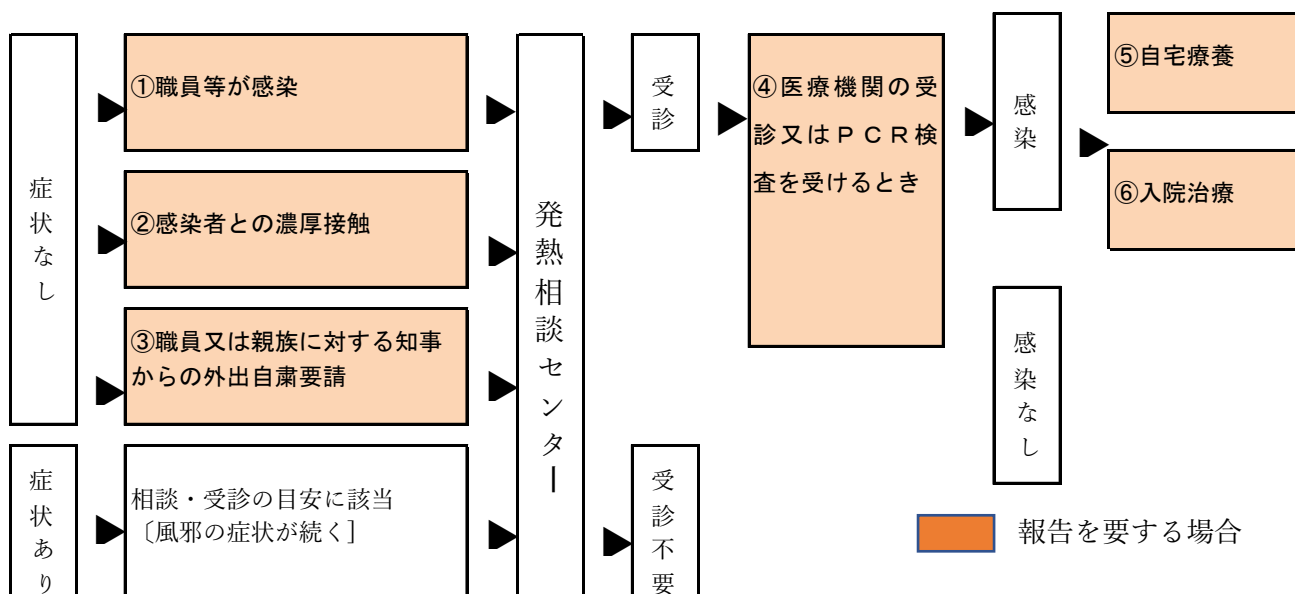 症状なし
①職員等が感染
②感染者との濃厚接触
③職員又は親族に対する知事
からの外出自粛要請
症状あり
相談・受診の目安に該当
〔風邪の症状が続く］
発熱相談センター
受診
受診不要
④医療機関の受
診又はＰＣＲ検
査を受けるとき
感染
感染なし
⑤自宅療養
⑥入院治療
報告を要する場合